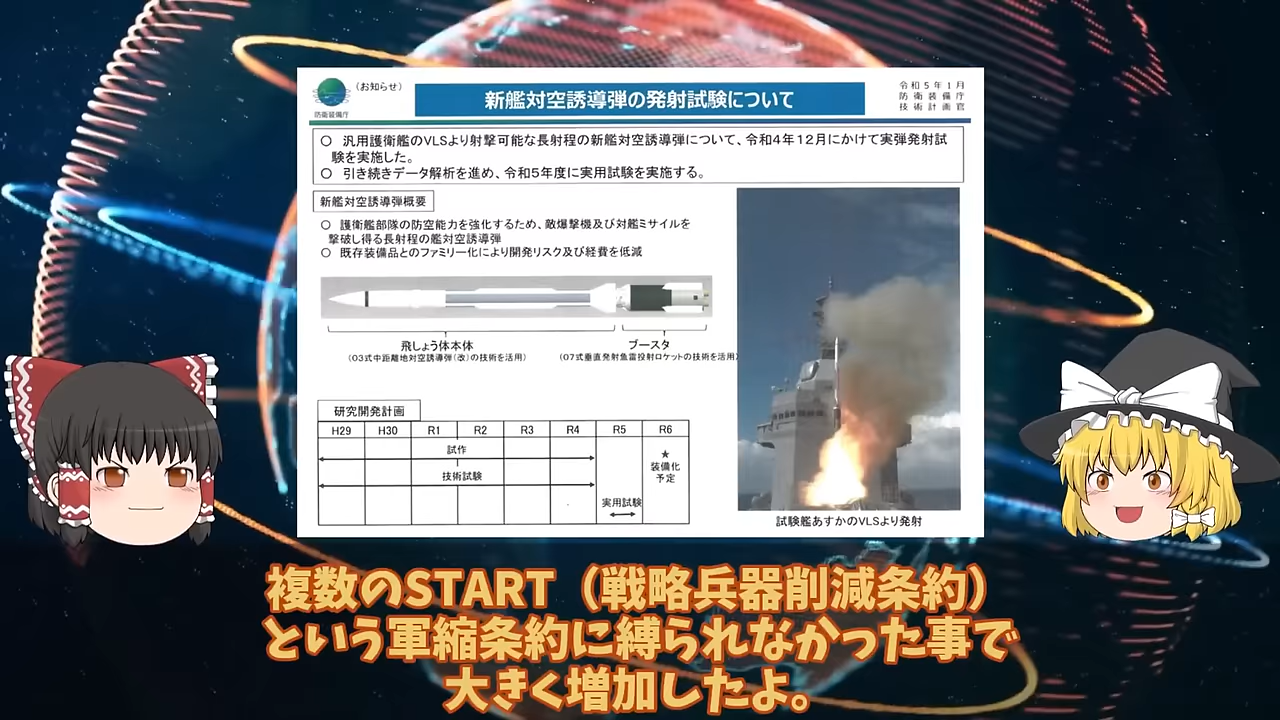 (お知らせ)
防衛装備庁
新艦対空誘導弾の発射試験について
令和5年1月
防衛装備庁
技術計画官
○ 汎用護衛艦のVLSより射撃可能な長射程の新艦対空誘導弾について、令和4年12月にかけて実弾発射試
験を実施した。
○ 引き続きデータ解析を進め、令和5年度に実用試験を実施する。
新艦対空誘導弾概要
○ 護衛艦部隊の防空能力を強化するため、敵爆撃機及び対艦ミサイルを
撃破し得る長射程の艦対空誘導弾
○ 既存装備品とのファミリー化により開発リスク及び経費を低減
飛しょう体本体
(03式中距離地対空誘導弾(改)の技術を活用)
ブースタ
(07式垂直発射魚雷投射ロケットの技術を活用)
研究開発計画
H29 H30 R1 R2 R3 R4 R5 R6
試作
技術試験
実用試験
★
装備化
予定
試験艦あすかのVLSより発射
複数のSTART(戦略兵器削減条約)
という軍縮条約に縛られなかった事で
大きく増加したよ。